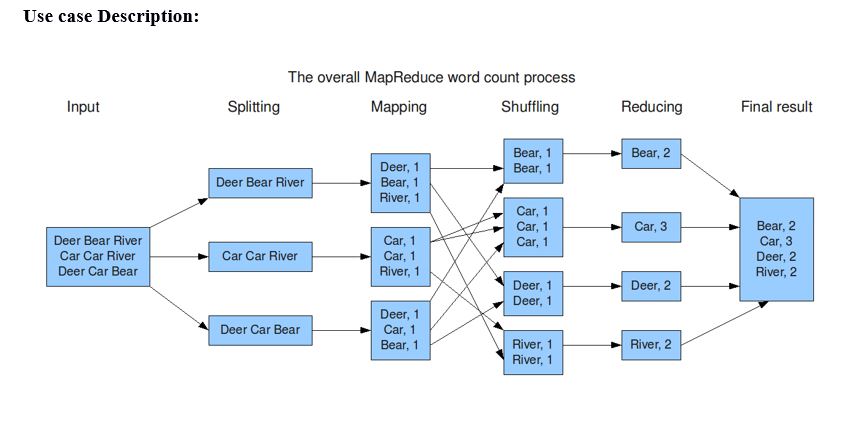 Use case Description:
The overall MapReduce word count process
Input
Splitting
Mapping
Shuffling
Reducing
Final result
Deer Bear River
Car Car River
Deer Car Bear
Deer Bear River
Car Car River
Deer Car Bear
Deer, 1
Bear, 1
River, 1
Car, 1
Car, 1
River, 1
Deer, 1
Car, 1
Bear, 1
Bear, 1
Bear, 1
Car, 1
Car, 1
Car, 1
Deer, 1
Deer, 1
River, 1
River, 1
Bear, 2
Car, 3
Deer, 2
River, 2
Bear, 2
Car, 3
Deer, 2
River, 2